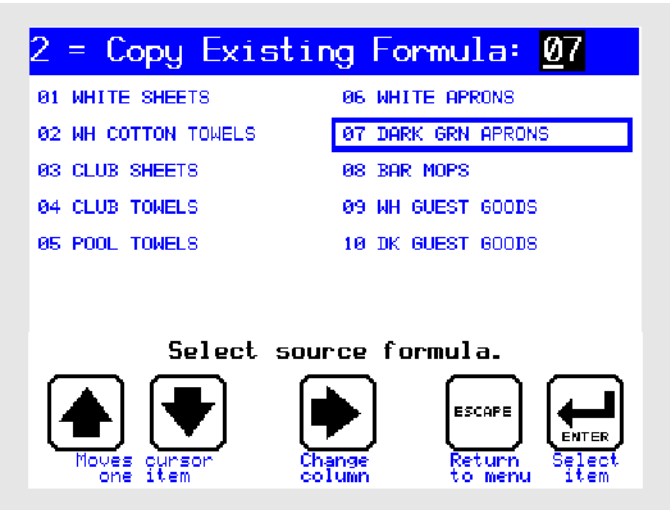 2 = Copy Existing Formula: 07
01 WHITE SHEETS
02 WH COTTON TOWELS
03 CLUB SHEETS
04 CLUB TOWELS
05 POOL TOWELS
06 WHITE APRONS
07 DARK GRN APRONS
08 BAR MOPS
09 WH GUEST GOODS
10 DK GUEST GOODS
Select source formula.
ESCAPE
ENTER
Moves cursor
one item
Change
column
Return
to menu
Select
item